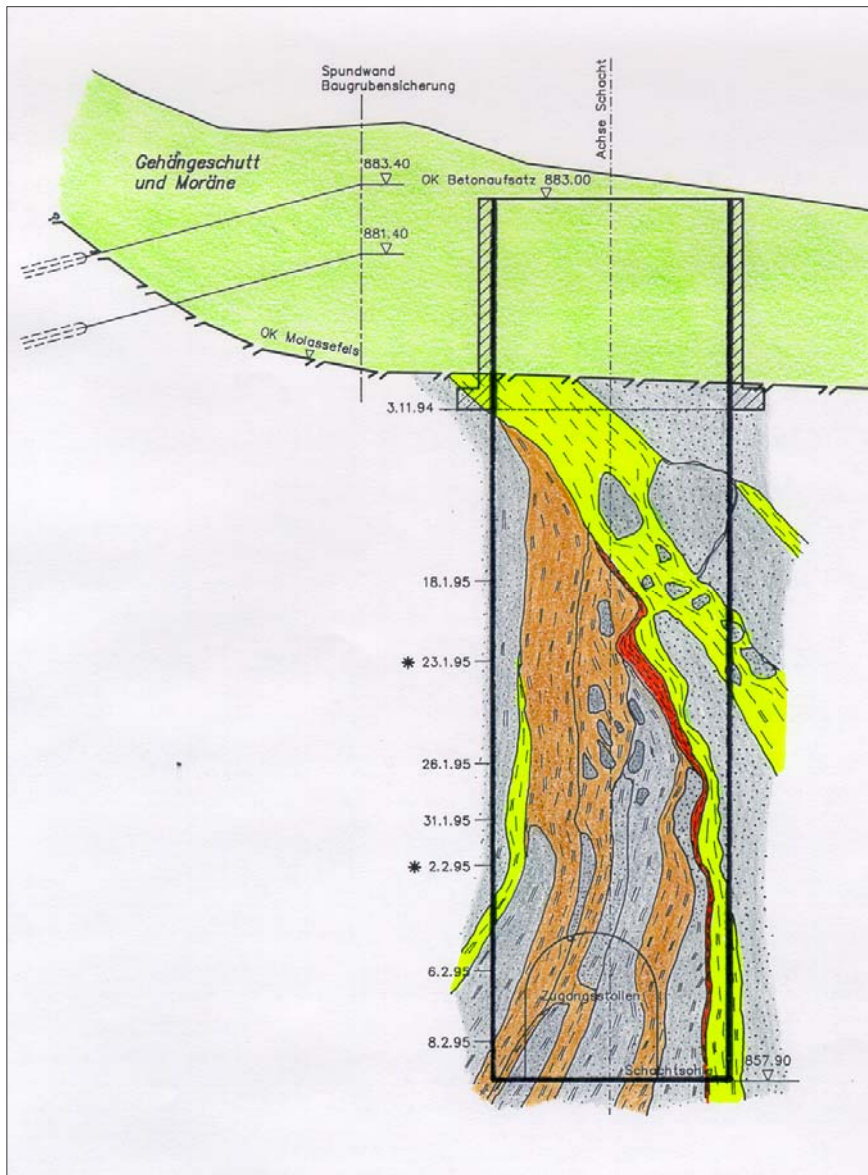 Spundwand
Baugrubensicherung
Achse Schacht
Gehängeschutt
und Moräne
883.40
OK Betonaufsatz 883.00
881.40
OK Molassefels
3.11.94
18.1.95
* 23.1.95
26.1.95
31.1.95
* 2.2.95
6.2.95
Zugangsstollen
8.2.95
Schachtsohle
857.90